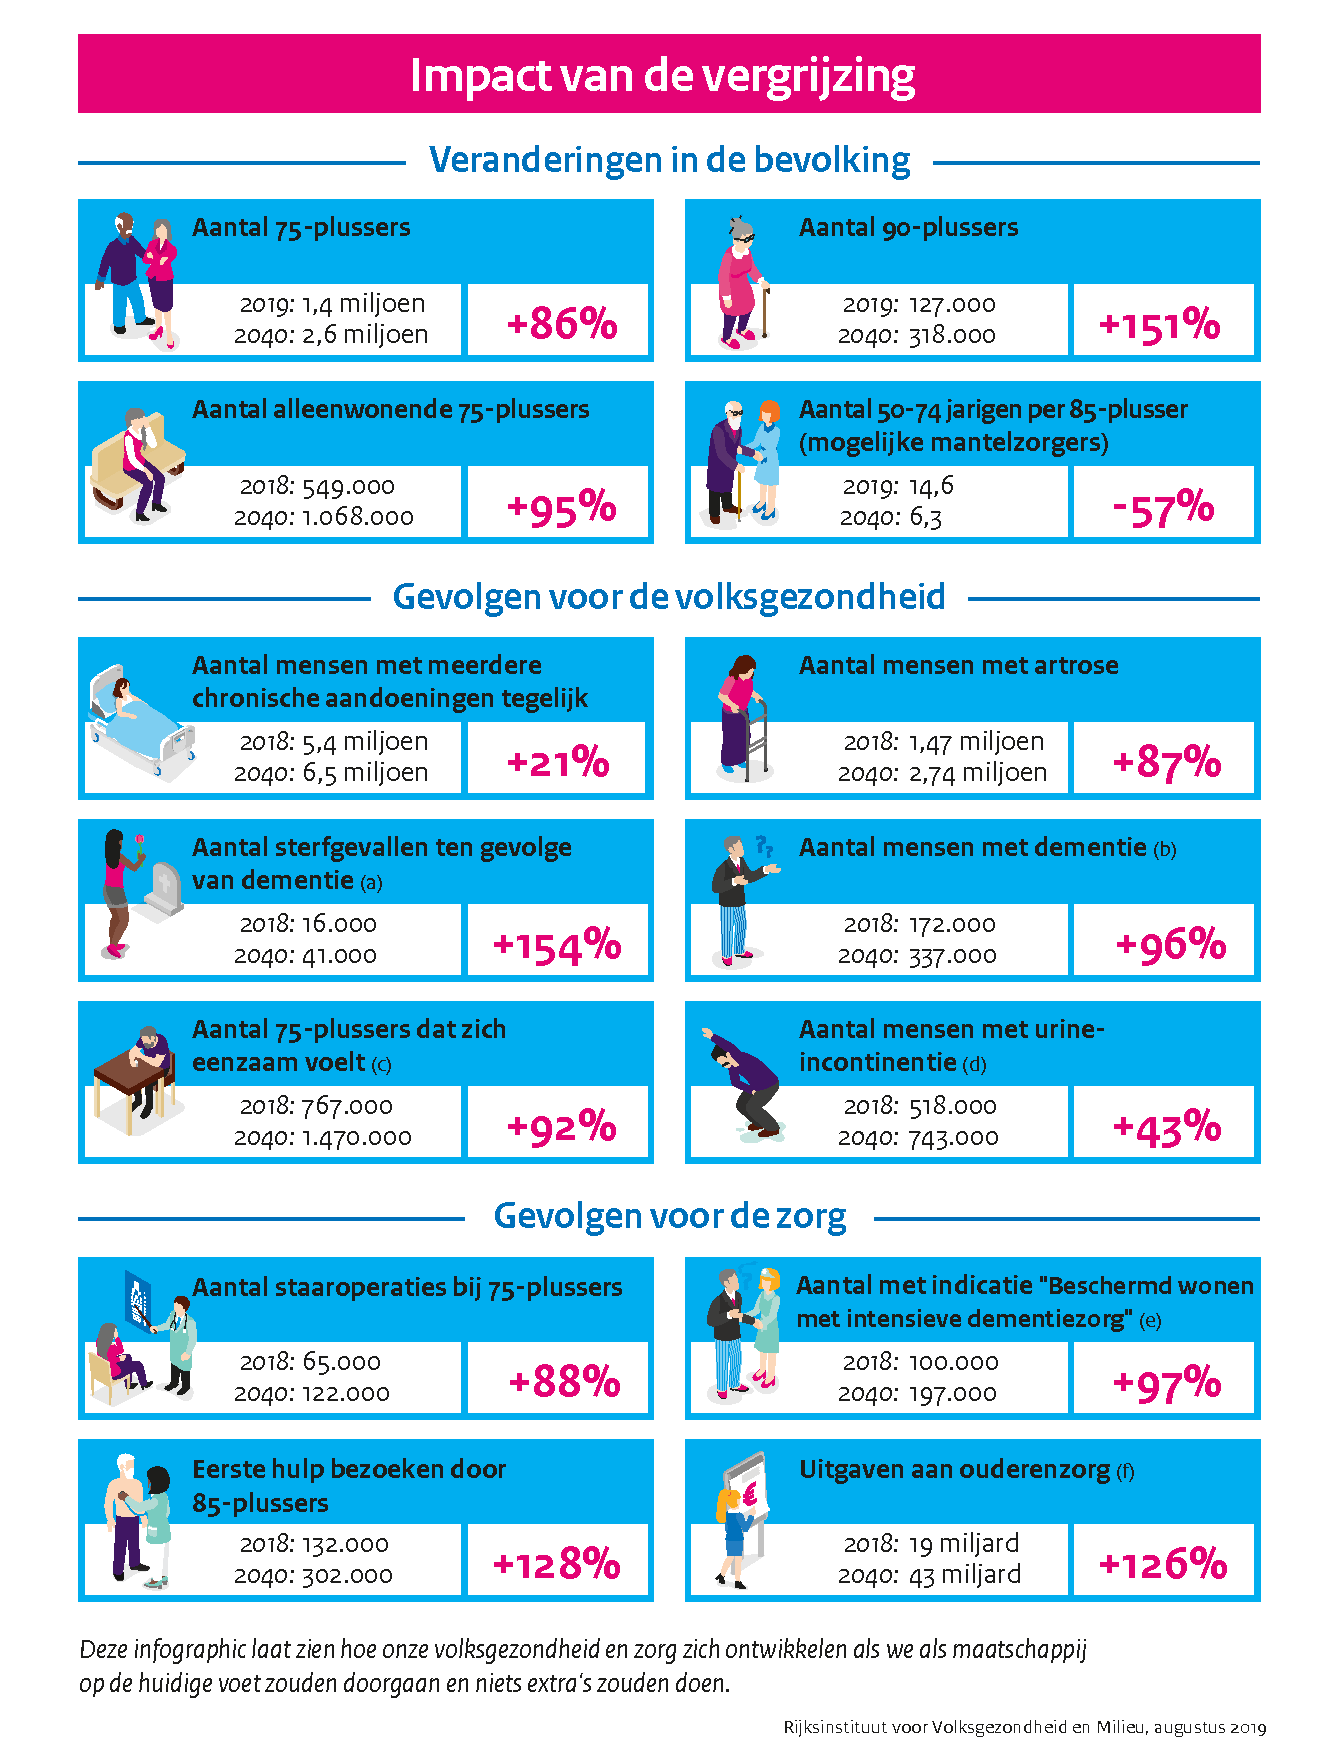 Impact van de vergrijzing
Veranderingen in de bevolking
Aantal 75-plussers
2019: 1,4 miljoen
2040: 2,6 miljoen
+86%
Aantal 90-plussers
2019: 127.000
2040: 318.000
+151%
Aantal alleenwonende 75-plussers
2018: 549.000
2040: 1.068.000
+95%
Aantal 50-74 jarigen per 85-plusser
(mogelijke mantelzorgers)
2019: 14,6
2040: 6,3
-57%
Gevolgen voor de volksgezondheid
Aantal mensen met meerdere
chronische aandoeningen tegelijk
2018: 5,4 miljoen
2040: 6,5 miljoen
+21%
Aantal mensen met artrose
2018: 1,47 miljoen
2040: 2,74 miljoen
+87%
Aantal sterfgevallen ten gevolge
van dementie (a)
2018: 16.000
2040: 41.000
+154%
Aantal mensen met dementie (b)
??
2018: 172.000
2040: 337.000
+96%
Aantal 75-plussers dat zich
eenzaam voelt (c)
2018: 767.000
2040: 1.470.000
+92%
Aantal mensen met urine-
incontinentie (d)
2018: 518.000
2040: 743.000
+43%
Gevolgen voor de zorg
Aantal staaroperaties bij 75-plussers
2018: 65.000
2040: 122.000
+88%
Aantal met indicatie "Beschermd wonen
met intensieve dementiezorg" (e)
2018: 100.000
2040: 197.000
+97%
Eerste hulp bezoeken door
85-plussers
2018: 132.000
2040: 302.000
+128%
Uitgaven aan ouderenzorg (f)
€
2018: 19 miljard
2040: 43 miljard
+126%
Deze infographic laat zien hoe onze volksgezondheid en zorg zich ontwikkelen als we als maatschappij
op de huidige voet zouden doorgaan en niets extra's zouden doen.
Rijksinstituut voor Volksgezondheid en Milieu, augustus 2019